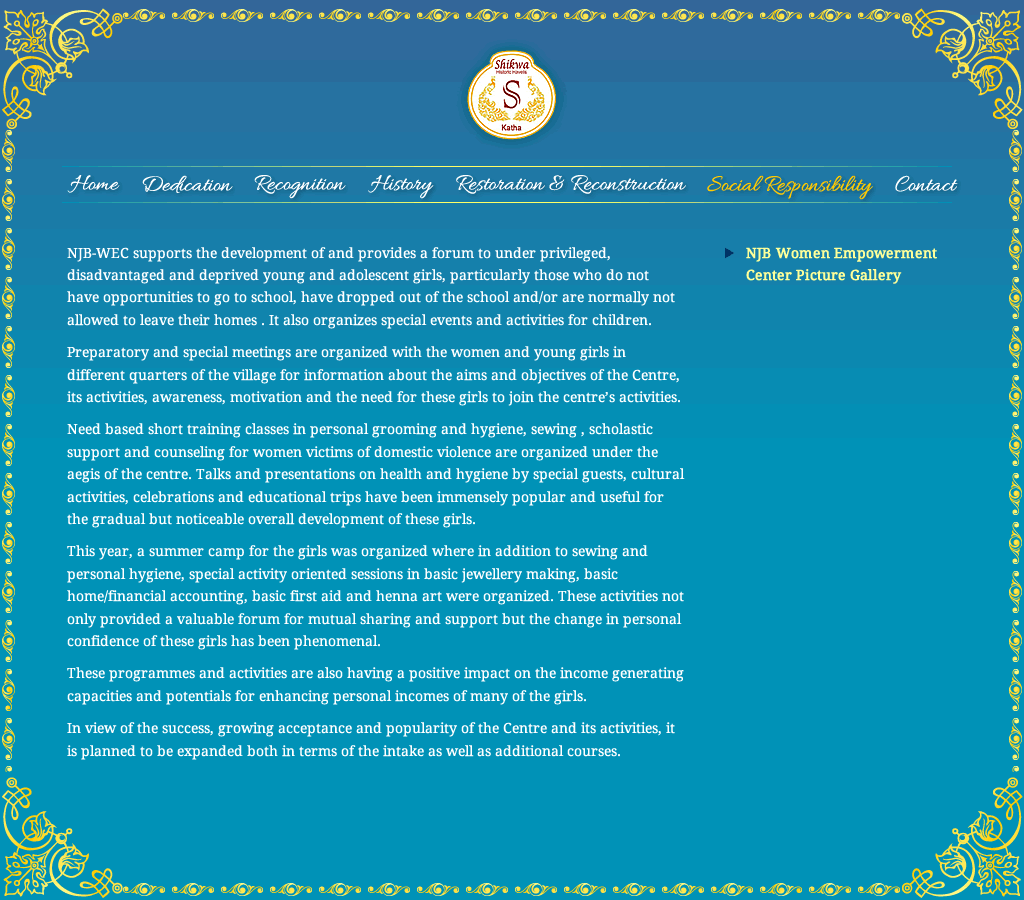 Shikwa
Historic Havelis
S
Katha
Home Dedication Recognition History Restoration & Reconstruction Social Responsibility Contact
NJB-WEC supports the development of and provides a forum to under privileged,
disadvantaged and deprived young and adolescent girls, particularly those who do not
have opportunities to go to school, have dropped out of the school and/or are normally not
allowed to leave their homes . It also organizes special events and activities for children.
Preparatory and special meetings are organized with the women and young girls in
different quarters of the village for information about the aims and objectives of the Centre,
its activities, awareness, motivation and the need for these girls to join the centre’s activities.
Need based short training classes in personal grooming and hygiene, sewing , scholastic
support and counseling for women victims of domestic violence are organized under the
aegis of the centre. Talks and presentations on health and hygiene by special guests, cultural
activities, celebrations and educational trips have been immensely popular and useful for
the gradual but noticeable overall development of these girls.
This year, a summer camp for the girls was organized where in addition to sewing and
personal hygiene, special activity oriented sessions in basic jewellery making, basic
home/financial accounting, basic first aid and henna art were organized. These activities not
only provided a valuable forum for mutual sharing and support but the change in personal
confidence of these girls has been phenomenal.
These programmes and activities are also having a positive impact on the income generating
capacities and potentials for enhancing personal incomes of many of the girls.
In view of the success, growing acceptance and popularity of the Centre and its activities, it
is planned to be expanded both in terms of the intake as well as additional courses.
NJB Women Empowerment
Center Picture Gallery